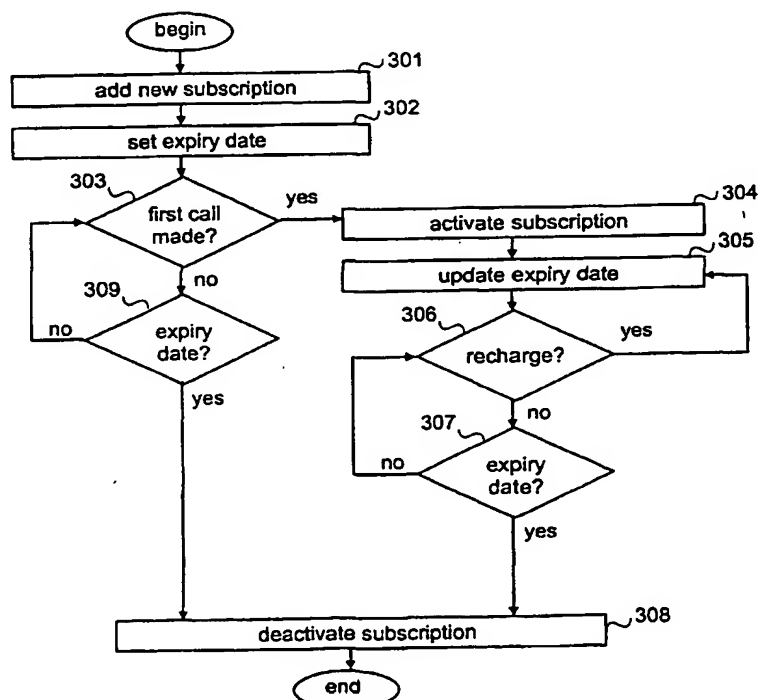 begin
301
add new subscription
302
set expiry date
303
first call
made?
yes
304
activate subscription
305
update expiry date
no
309
expiry
date?
no
yes
306
recharge?
yes
no
307
expiry
date?
no
yes
308
deactivate subscription
end